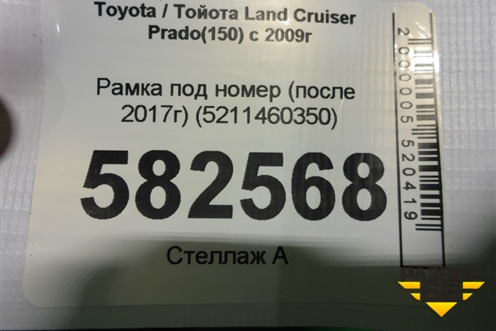 Toyota / Тойота Land Cruiser
Prado(150) с 2009г
Рамка под номер (после
2017г) (5211460350)
582568
Стеллаж А
2000005520419